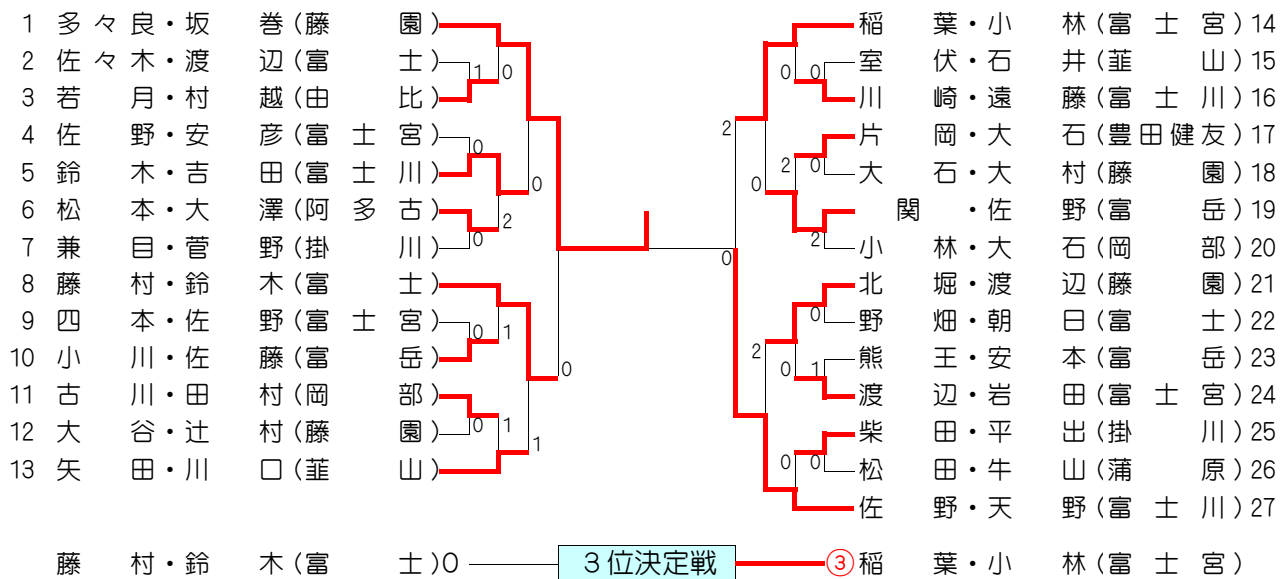 1 多々良・坂 巻(藤 園) 稲 葉・小 林(富士宮)14
2 佐々木・渡 辺(富 士) 1 0 0 0 室 伏・石 井(韮 山)15
3 若 月・村 越(由 比) 川 崎・遠 藤(富士川)16
4 佐 野・安 彦(富士宮) 0 2 片 岡・大 石(豊田健友)17
5 鈴 木・吉 田(富士川) 0 0 2 0 大 石・大 村(藤 園)18
6 松 本・大 澤(阿多古) 2 関 ・佐 野(富 岳)19
7 兼 目・菅 野(掛 川) 0 0 2 小 林・大 石(岡 部)20
8 藤 村・鈴 木(富 士) 北 堀・渡 辺(藤 園)21
9 四 本・佐 野(富士宮) 0 1 0 野 畑・朝 日(富 士)22
10 小 川・佐 藤(富 岳) 0 2 0 1 熊 王・安 本(富 岳)23
11 古 川・田 村(岡 部) 渡 辺・岩 田(富士宮)24
12 大 谷・辻 村(藤 園) 0 1 1 柴 田・平 出(掛 川)25
13 矢 田・川 口(韮 山) 0 0 松 田・牛 山(蒲 原)26
佐 野・天 野(富士川)27
藤 村・鈴 木(富 士)0 3位決定戦 ③稲 葉・小 林(富士宮)